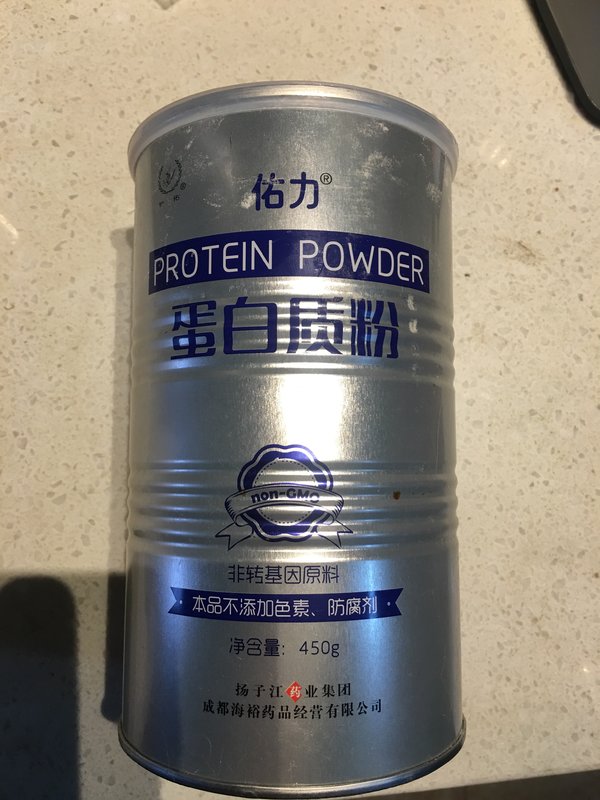 佑力®
PROTEIN POWDER
蛋白质粉
non-GMO
非转基因原料
本品不添加色素、防腐剂
净含量: 450g
扬子江药业集团
成都海裕药品经营有限公司